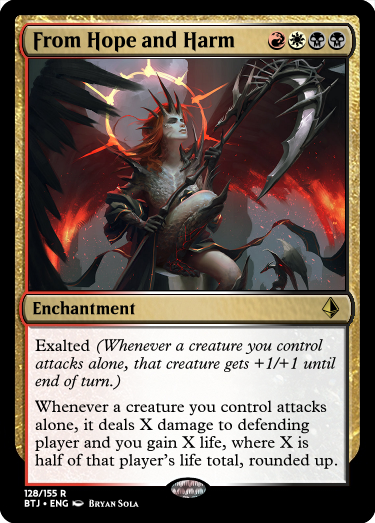 From Hope and Harm
Enchantment
Exalted (Whenever a creature you control
attacks alone, that creature gets +1/+1 until
end of turn.)
Whenever a creature you control attacks
alone, it deals X damage to defending
player and you gain X life, where X is
half of that player's life total, rounded up.
128/155 R
BTJ • ENG Bryan Sola